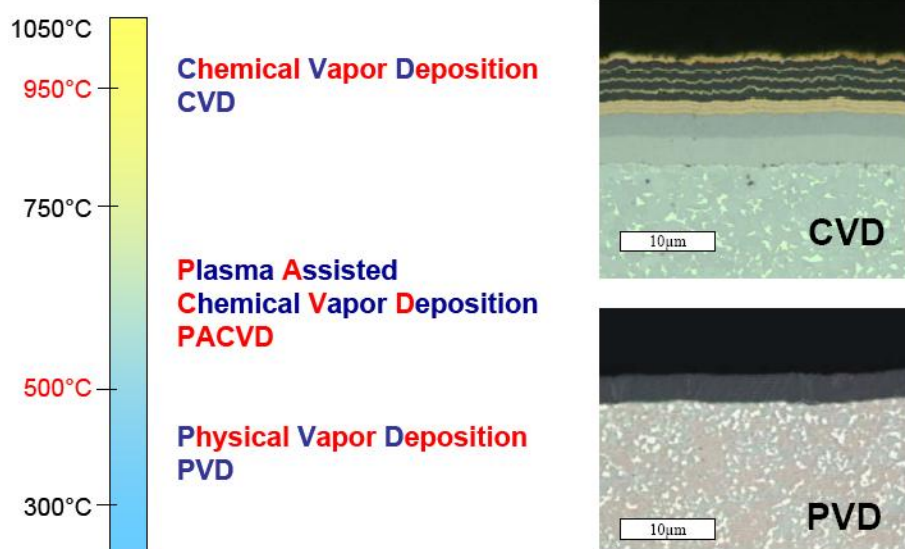 1050°C
950°C
750°C
500°C
300°C
Chemical Vapor Deposition
CVD
Plasma Assisted
Chemical Vapor Deposition
PACVD
Physical Vapor Deposition
PVD
10µm
CVD
10µm
PVD